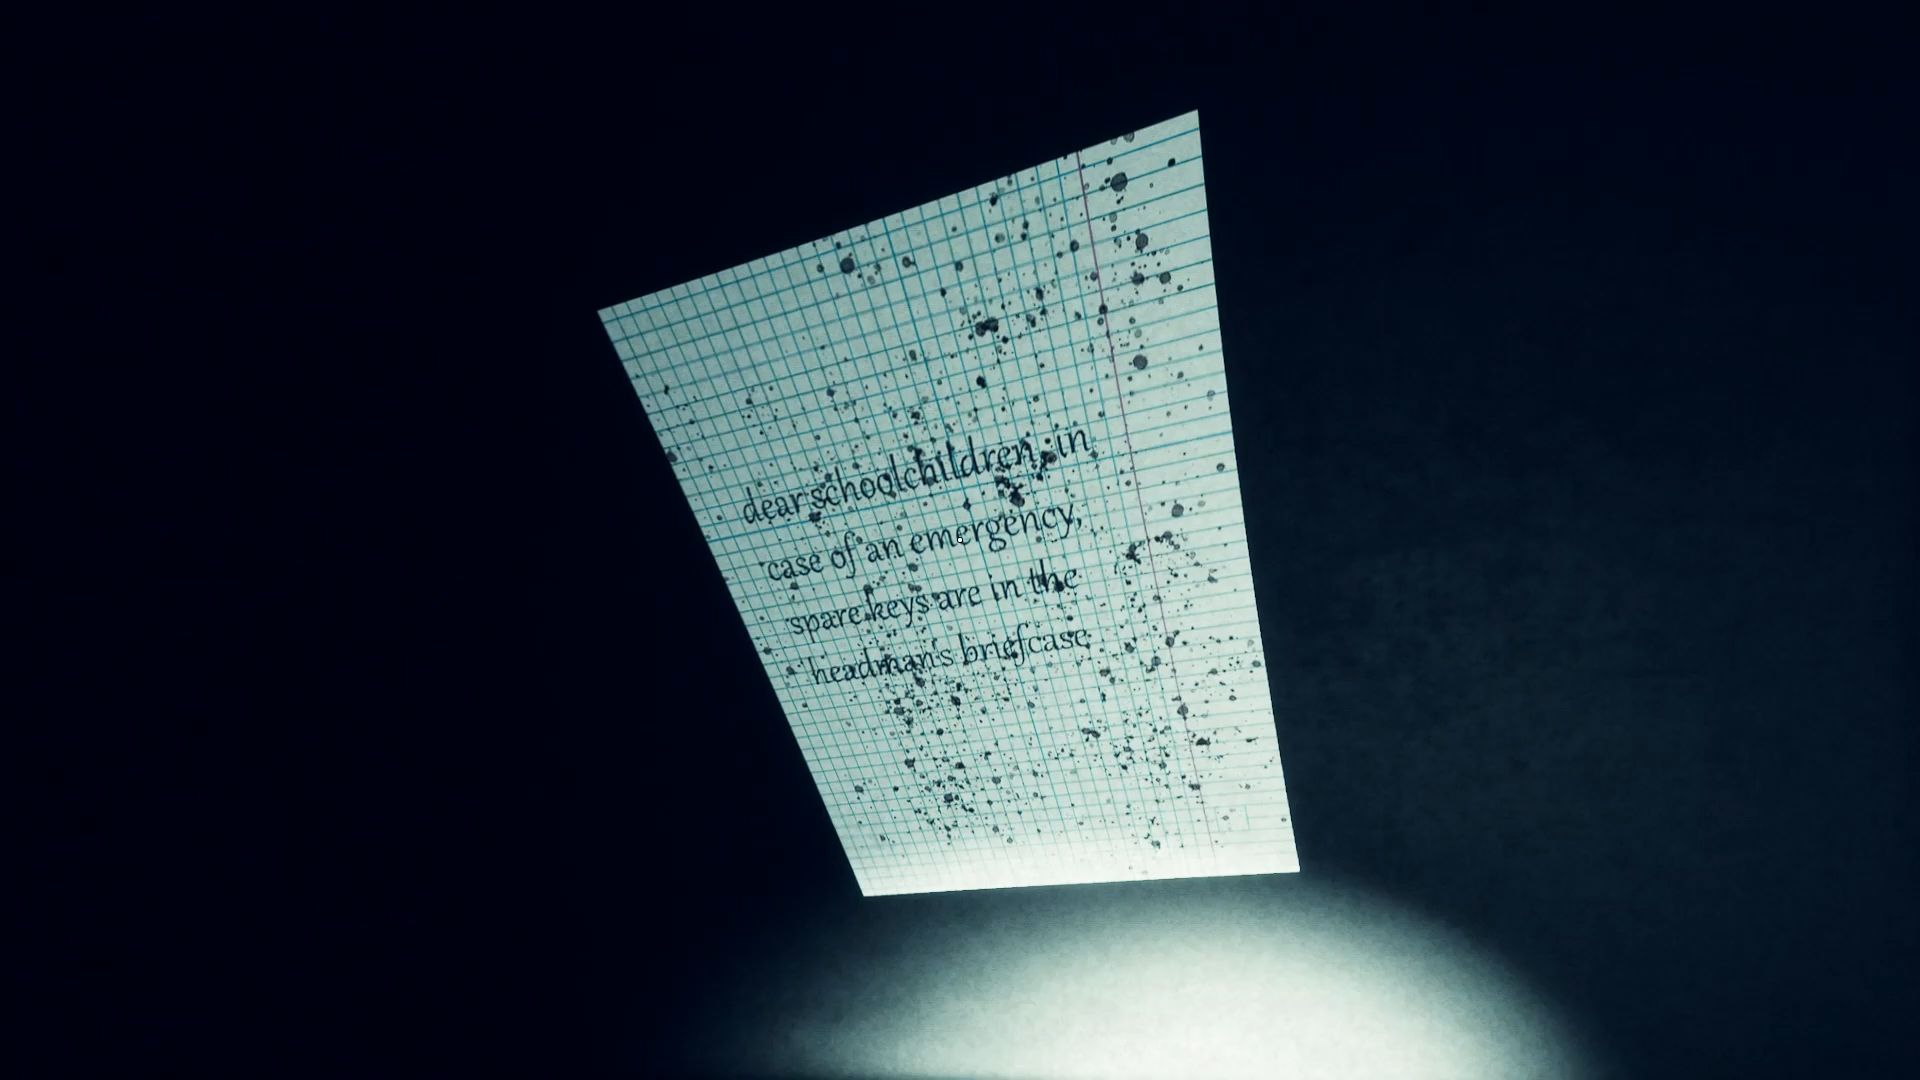 dear schoolchildren, in
case of an emergency,
spare keys are in the
headman's briefcase